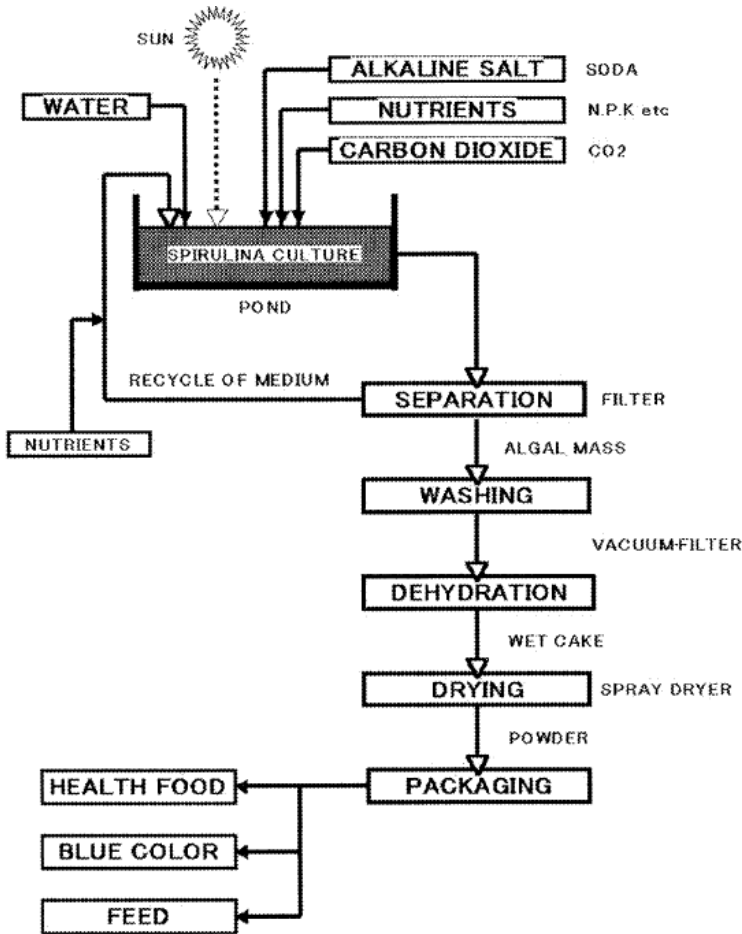 SUN
ALKALINE SALT
SODA
WATER
NUTRIENTS
N.P.K etc
CARBON DIOXIDE
CO2
SPIRULINA CULTURE
POND
RECYCLE OF MEDIUM
SEPARATION
FILTER
NUTRIENTS
ALGAL MASS
WASHING
VACUUM-FILTER
DEHYDRATION
WET CAKE
DRYING
SPRAY DRYER
POWDER
PACKAGING
HEALTH FOOD
BLUE COLOR
FEED